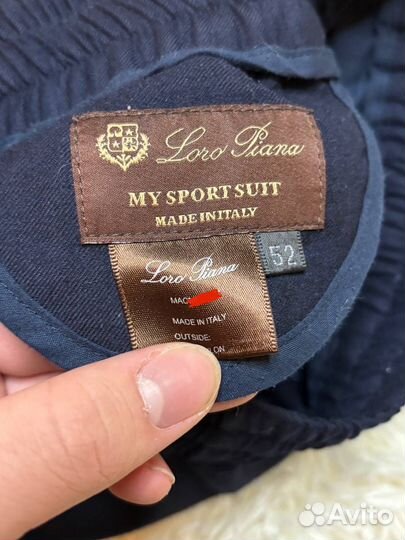 Loro Piana
MY SPORT SUIT
MADE IN ITALY
52
Loro Piana
MADE IN ITALY
OUTSIDE:
Avito